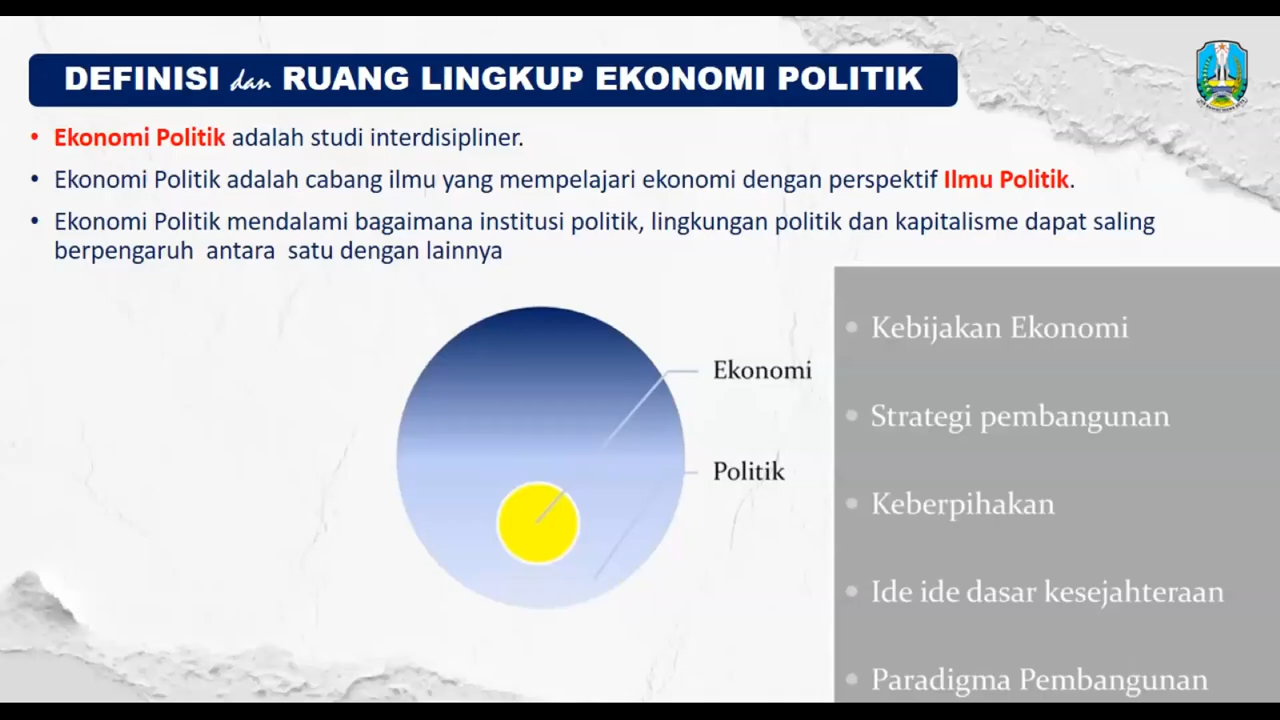 DEFINISI dan RUANG LINGKUP EKONOMI POLITIK
• Ekonomi Politik adalah studi interdisipliner.
• Ekonomi Politik adalah cabang ilmu yang mempelajari ekonomi dengan perspektif Ilmu Politik.
• Ekonomi Politik mendalami bagaimana institusi politik, lingkungan politik dan kapitalisme dapat saling
berpengaruh antara satu dengan lainnya
Ekonomi
Politik
• Kebijakan Ekonomi
• Strategi pembangunan
• Keberpihakan
• Ide ide dasar kesejahteraan
• Paradigma Pembangunan